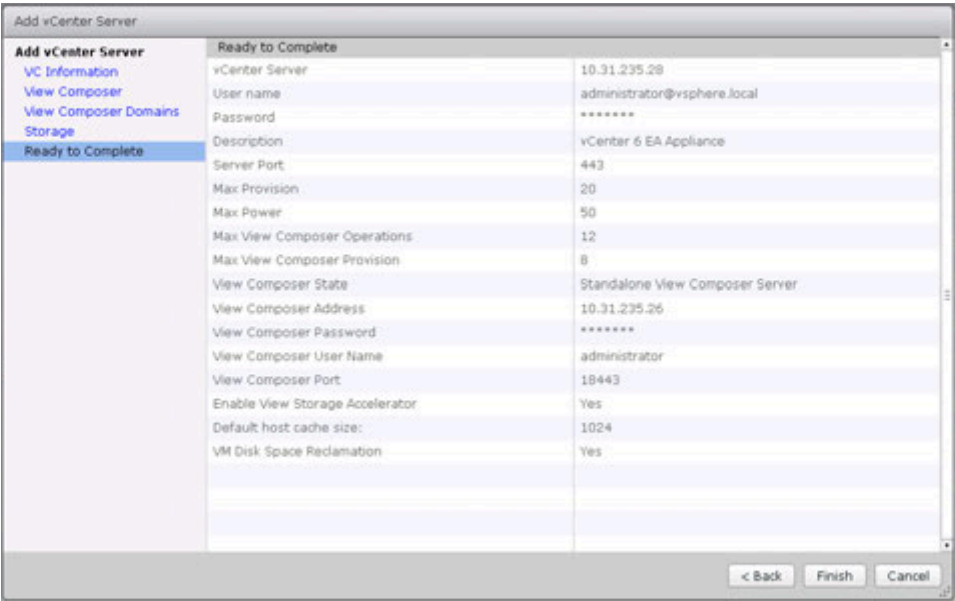 Add vCenter Server
Add vCenter Server
VC Information
View Composer
View Composer Domains
Storage
Ready to Complete
Ready to Complete
vCenter Server 10.31.235.28
User name administrator@vsphere.local
Password *******
Description vCenter 6 EA Appliance
Server Port 443
Max Provision 20
Max Power 50
Max View Composer Operations 12
Max View Composer Provision 8
View Composer State Standalone View Composer Server
View Composer Address 10.31.235.26
View Composer Password *******
View Composer User Name administrator
View Composer Port 18443
Enable View Storage Accelerator Yes
Default host cache size: 1024
VM Disk Space Reclamation Yes
< Back Finish Cancel